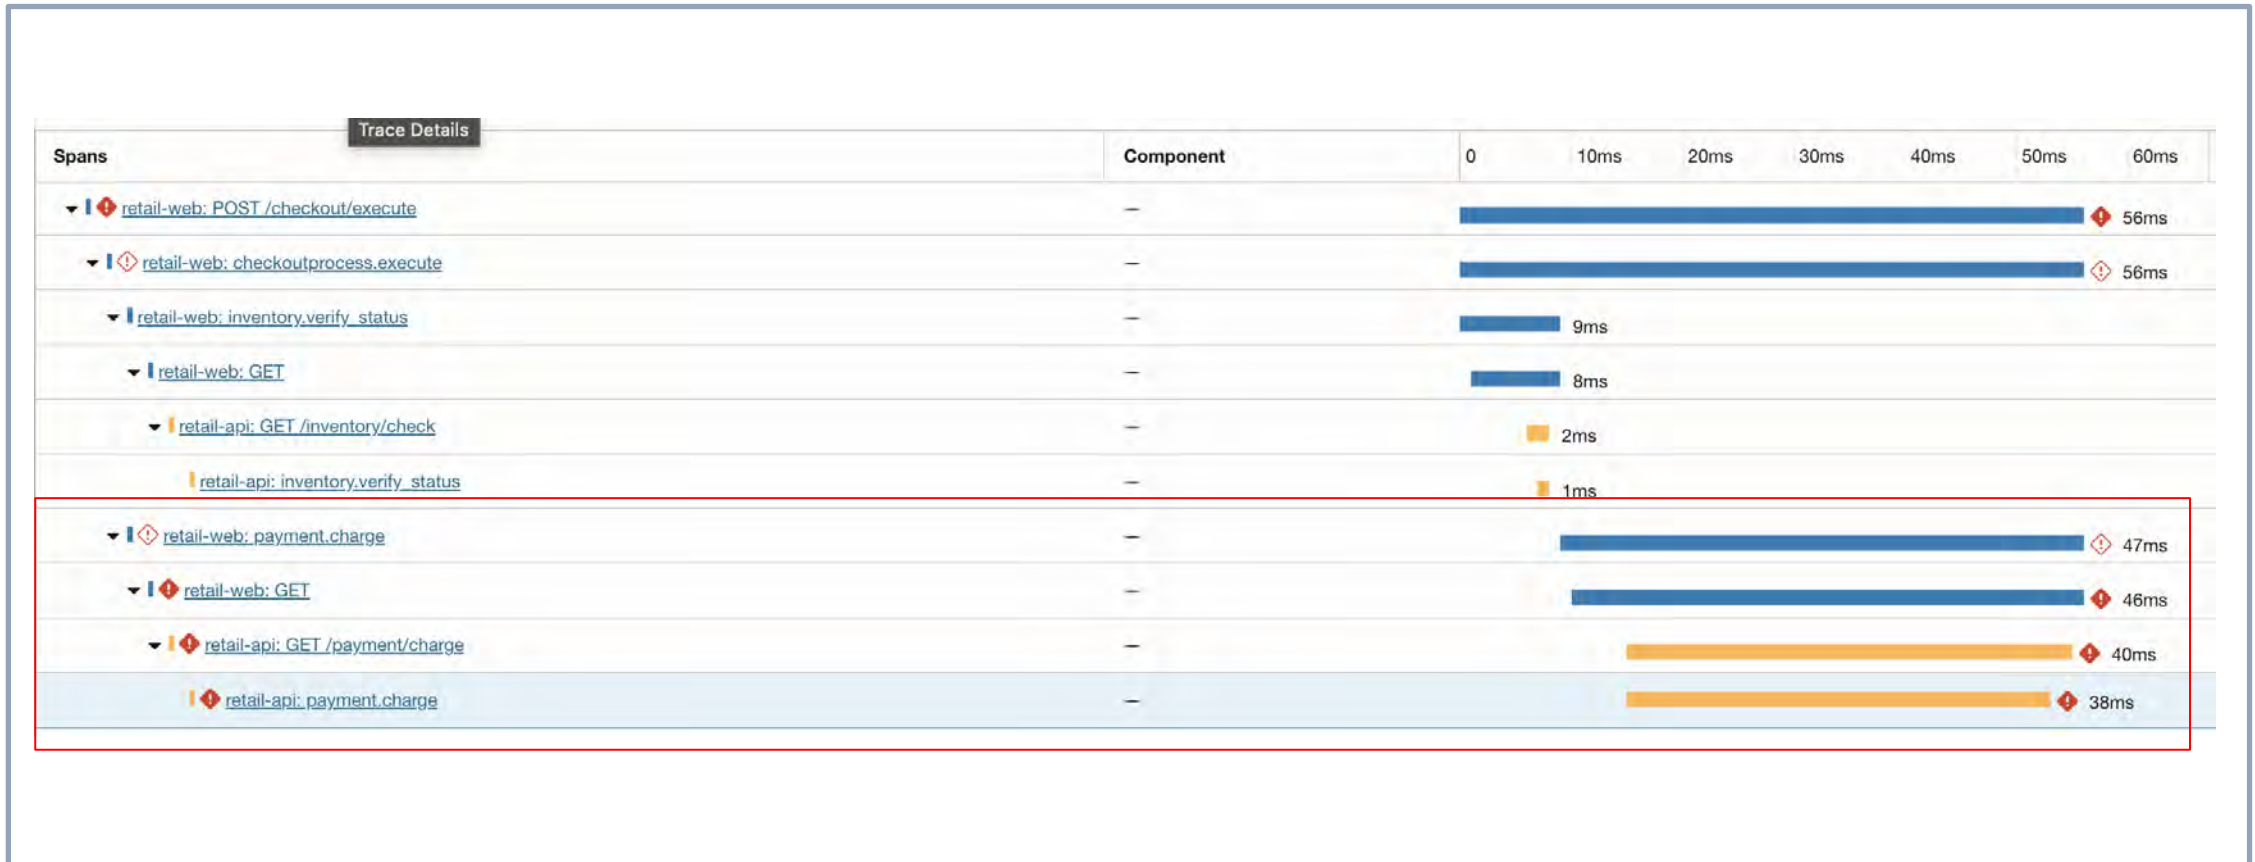 Trace Details
Spans Component 0 10ms 20ms 30ms 40ms 50ms 60ms
retail-web: POST /checkout/execute – 56ms
retail-web: checkoutprocess.execute – 56ms
retail-web: inventory.verify_status – 9ms
retail-web: GET – 8ms
retail-api: GET /inventory/check – 2ms
retail-api: inventory.verify_status – 1ms
retail-web: payment.charge – 47ms
retail-web: GET – 46ms
retail-api: GET /payment/charge – 40ms
retail-api: payment.charge – 38ms